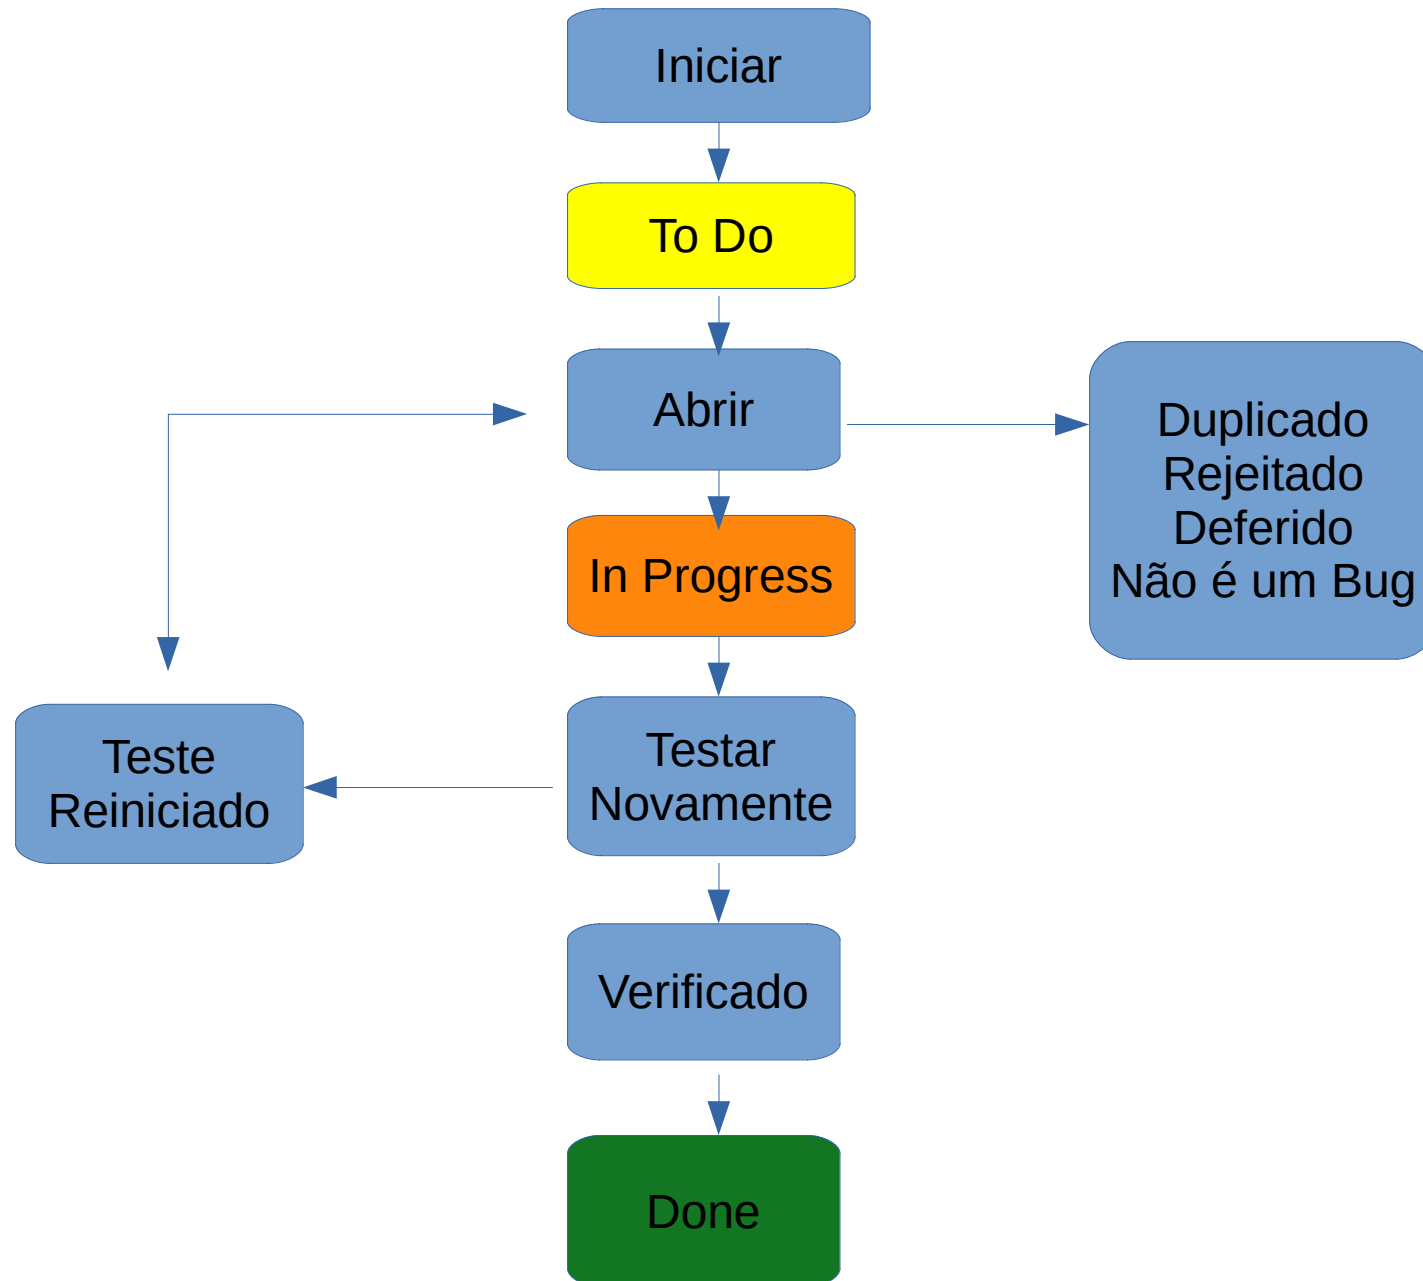 Iniciar
To Do
Abrir
Duplicado
Rejeitado
Deferido
Não é um Bug
In Progress
Teste
Reiniciado
Testar
Novamente
Verificado
Done